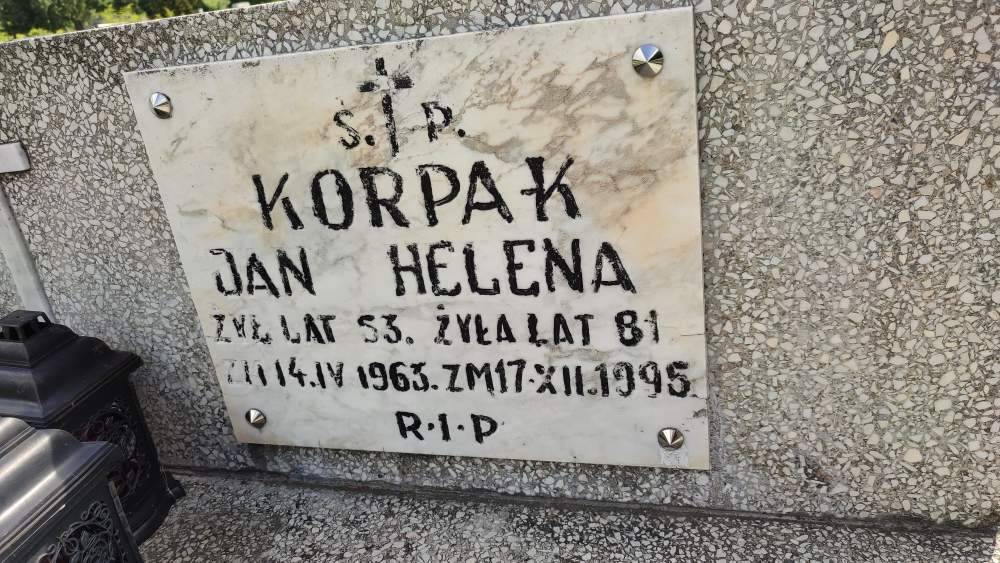 Ś. P.
KORPAK
JAN HELENA
ŻYŁ LAT 53. ŻYŁA LAT 81
ZM 14.IV 1963. ZM 17·XII.1995.
R·I·P